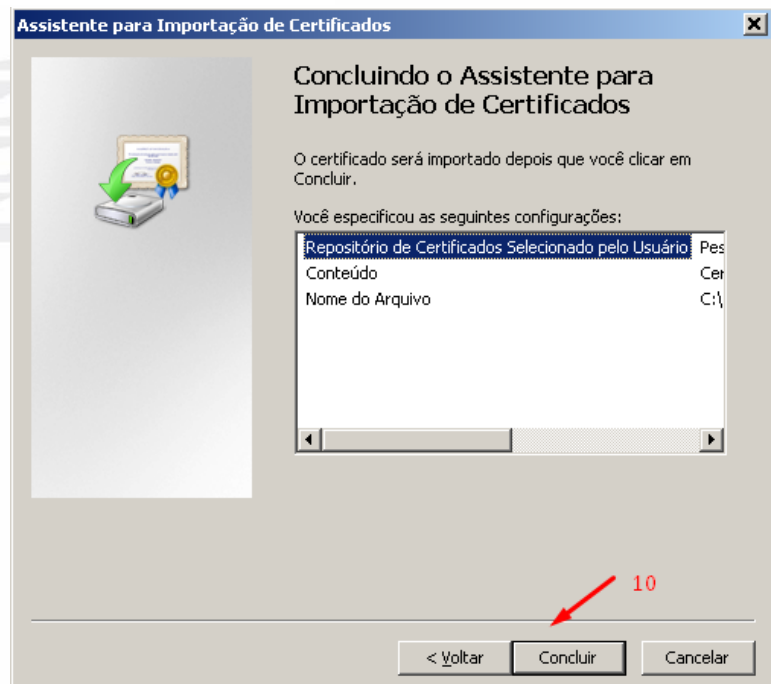 Assistente para Importação de Certificados
Concluindo o Assistente para
Importação de Certificados
O certificado será importado depois que você clicar em
Concluir.
Você especificou as seguintes configurações:
Repositório de Certificados Selecionado pelo Usuário Pes
Conteúdo Cer
Nome do Arquivo C:\
10
< Voltar Concluir Cancelar